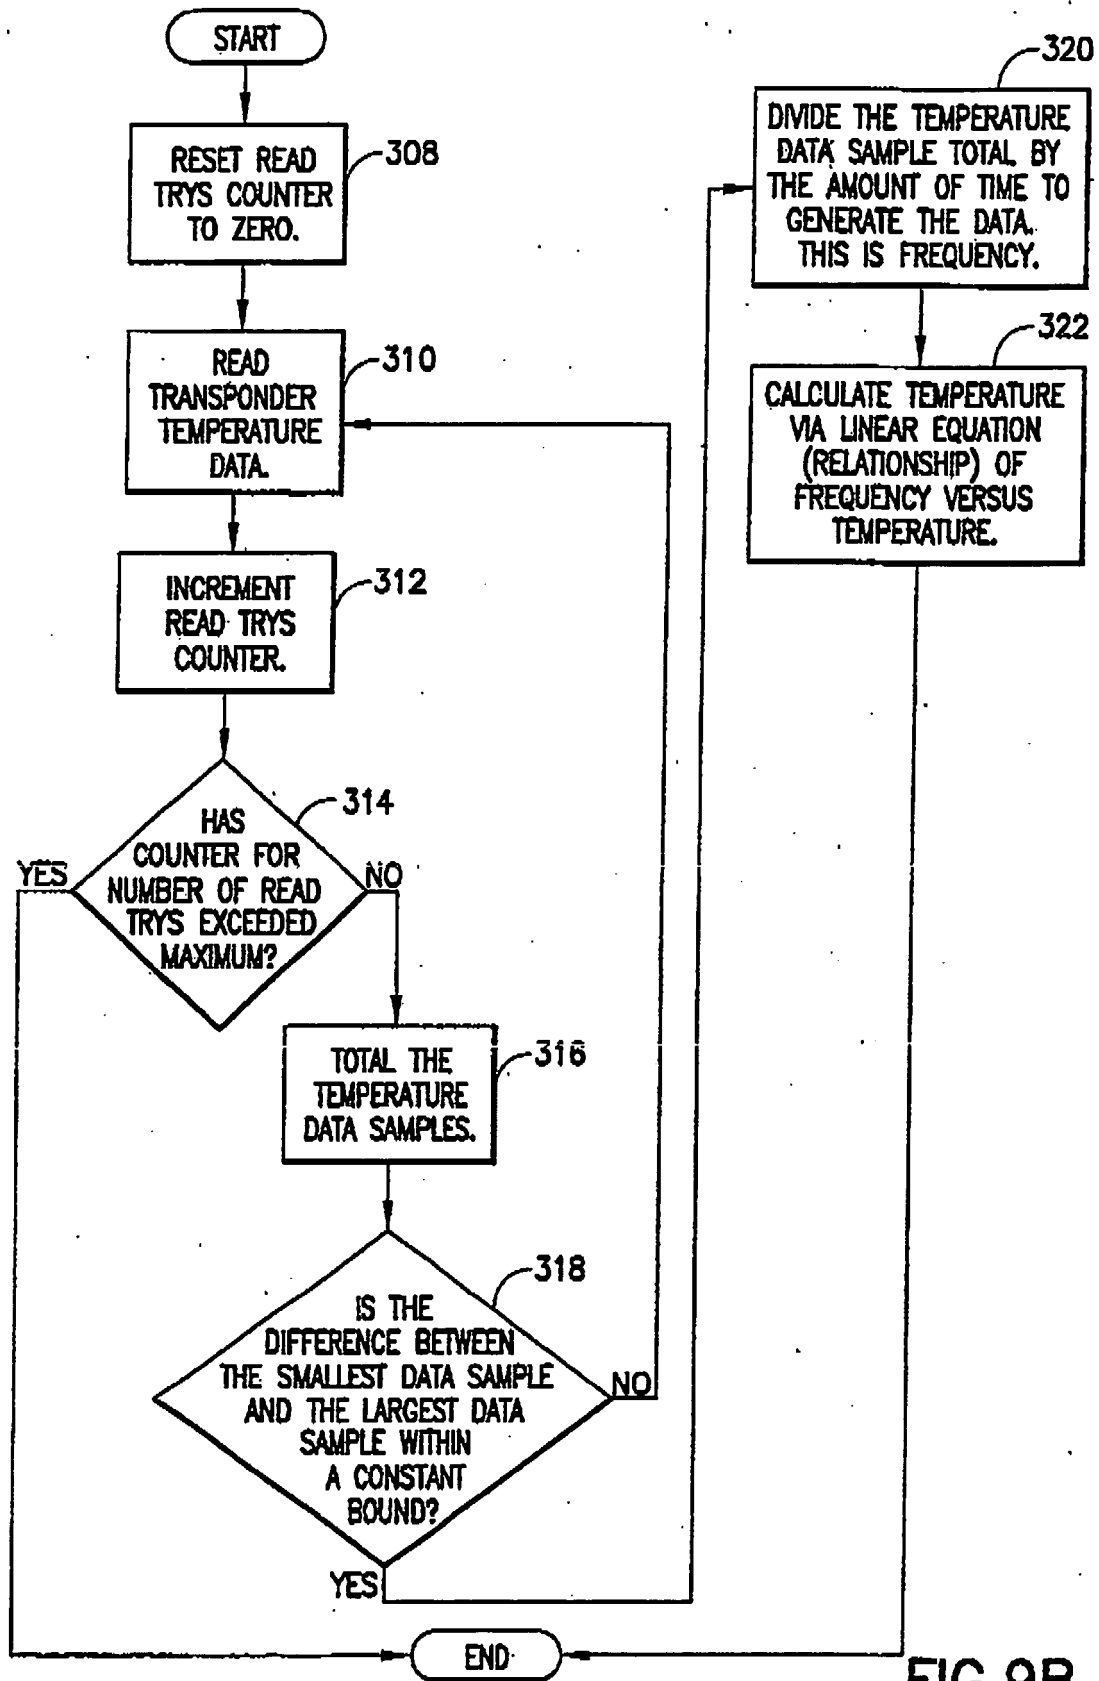 START
308
RESET READ
TRYS COUNTER
TO ZERO.
310
READ
TRANSPONDER
TEMPERATURE
DATA.
312
INCREMENT
READ TRYS
COUNTER.
314
HAS
COUNTER FOR
NUMBER OF READ
TRYS EXCEEDED
MAXIMUM?
YES
NO
316
TOTAL THE
TEMPERATURE
DATA SAMPLES.
318
IS THE
DIFFERENCE BETWEEN
THE SMALLEST DATA SAMPLE
AND THE LARGEST DATA
SAMPLE WITHIN
A CONSTANT
BOUND?
NO
YES
320
DIVIDE THE TEMPERATURE
DATA SAMPLE TOTAL BY
THE AMOUNT OF TIME TO
GENERATE THE DATA.
THIS IS FREQUENCY.
322
CALCULATE TEMPERATURE
VIA LINEAR EQUATION
(RELATIONSHIP) OF
FREQUENCY VERSUS
TEMPERATURE.
END
FIG.9B